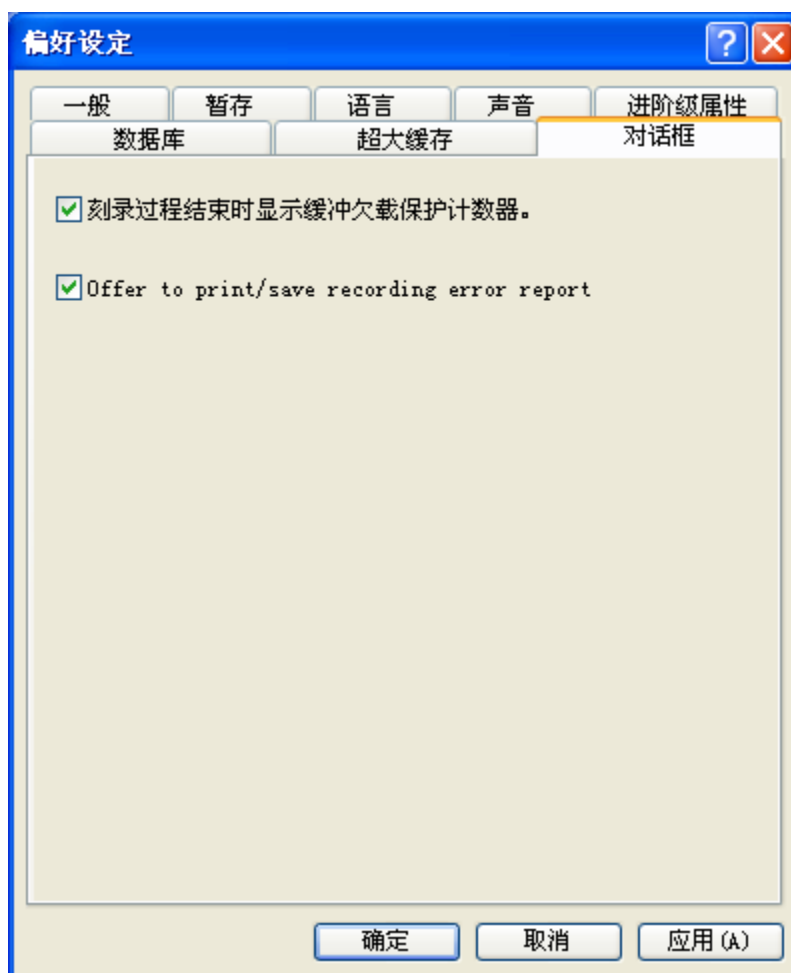 偏好设定
一般 暂存 语言 声音 进阶级属性
数据库 超大缓存 对话框
刻录过程结束时显示缓冲欠载保护计数器。
Offer to print/save recording error report
确定 取消 应用(A)